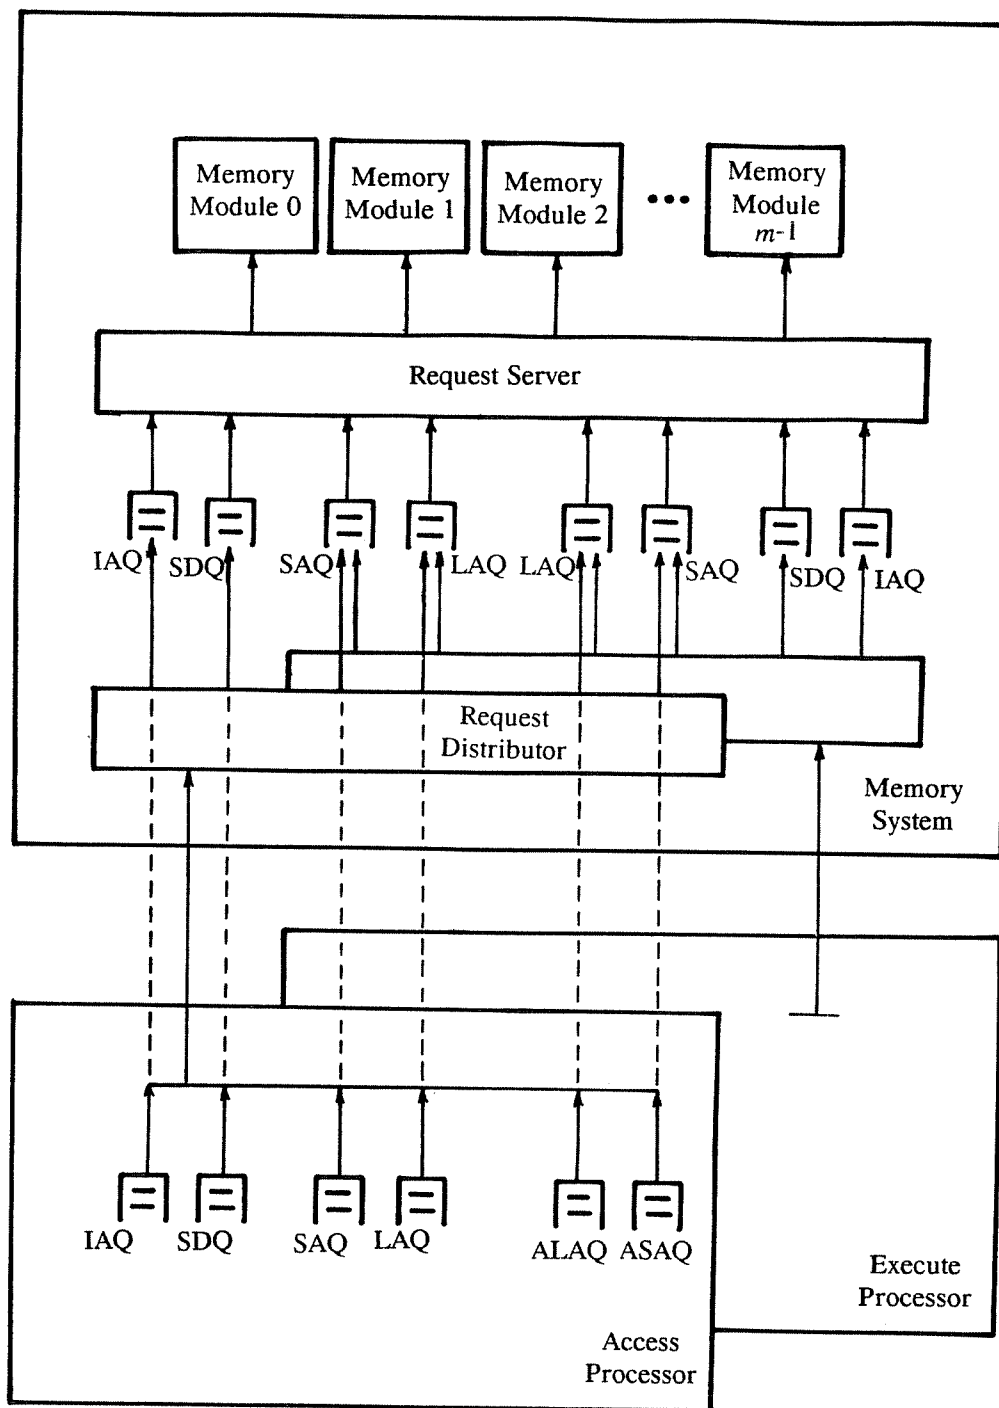 Memory
Module 0
Memory
Module 1
Memory
Module 2
Memory
Module
m-1
Request Server
IAQ
SDQ
SAQ
LAQ
LAQ
SAQ
SDQ
IAQ
Request
Distributor
Memory
System
IAQ
SDQ
SAQ
LAQ
ALAQ
ASAQ
Execute
Processor
Access
Processor